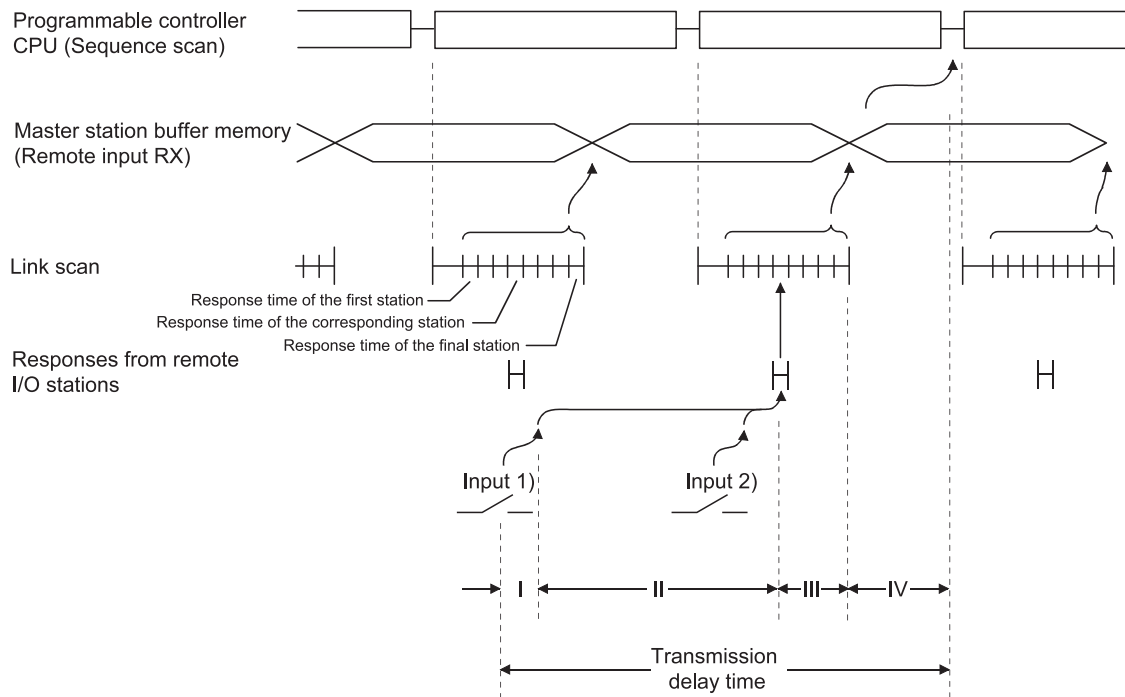 Programmable controller
CPU (Sequence scan)
Master station buffer memory
(Remote input RX)
Link scan
Response time of the first station
Response time of the corresponding station
Response time of the final station
Responses from remote
I/O stations
Input 1)
Input 2)
I
II
III
IV
Transmission
delay time